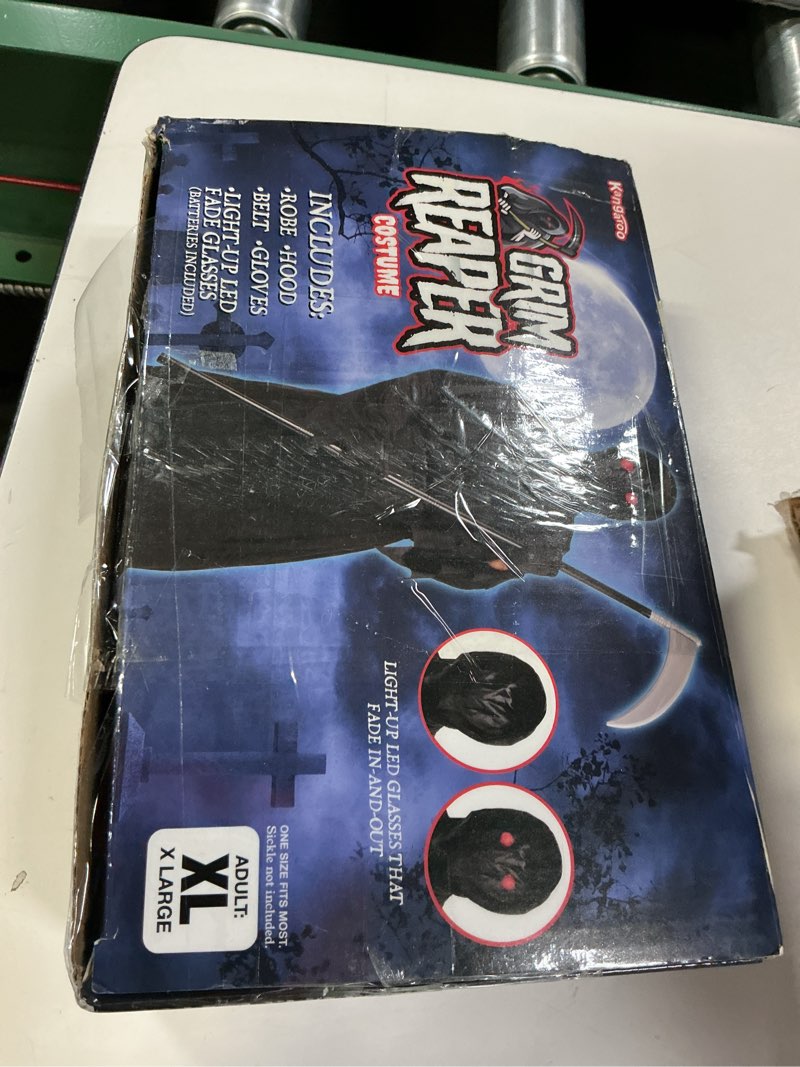 KangaRoo
GRIM
REAPER
COSTUME
INCLUDES:
•ROBE •HOOD
•BELT •GLOVES
•LIGHT-UP LED
FADE GLASSES
(BATTERIES INCLUDED)
LIGHT-UP LED GLASSES THAT
FADE IN-AND-OUT
ONE SIZE FITS MOST.
Sickle not included.
ADULT:
XL
X LARGE